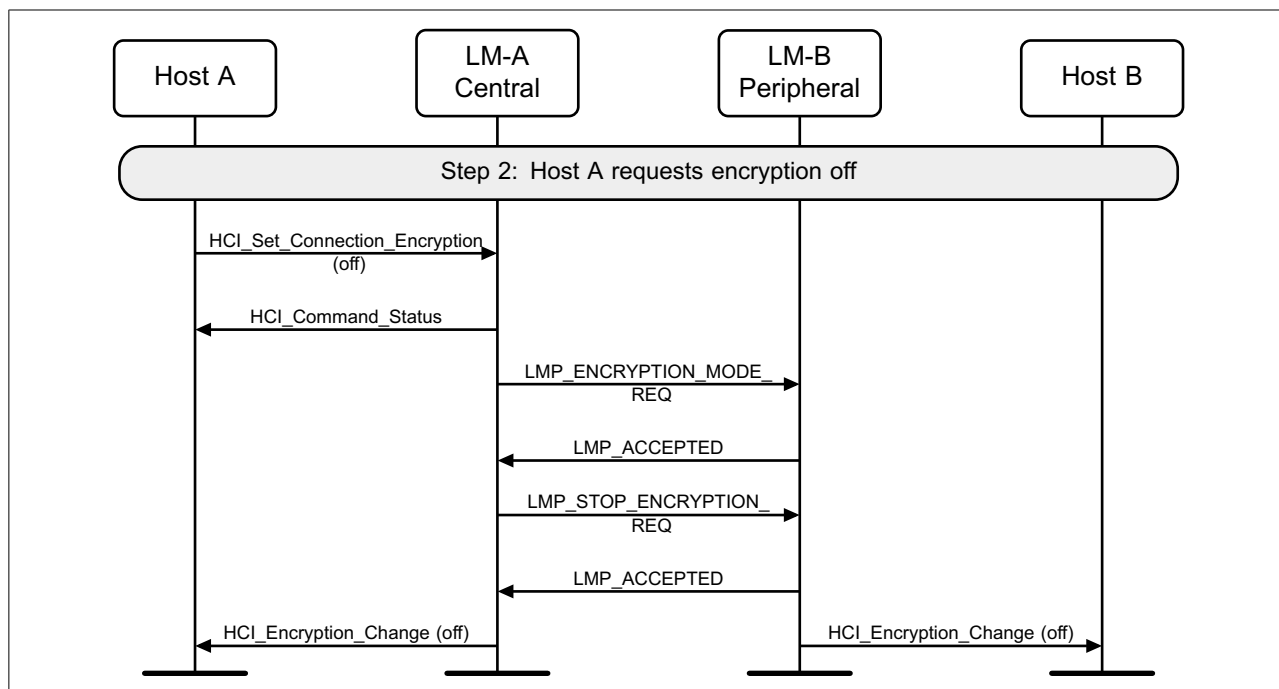 Host A
LM-A
Central
LM-B
Peripheral
Host B
Step 2: Host A requests encryption off
HCI_Set_Connection_Encryption
(off)
HCI_Command_Status
LMP_ENCRYPTION_MODE_
REQ
LMP_ACCEPTED
LMP_STOP_ENCRYPTION_
REQ
LMP_ACCEPTED
HCI_Encryption_Change (off)
HCI_Encryption_Change (off)